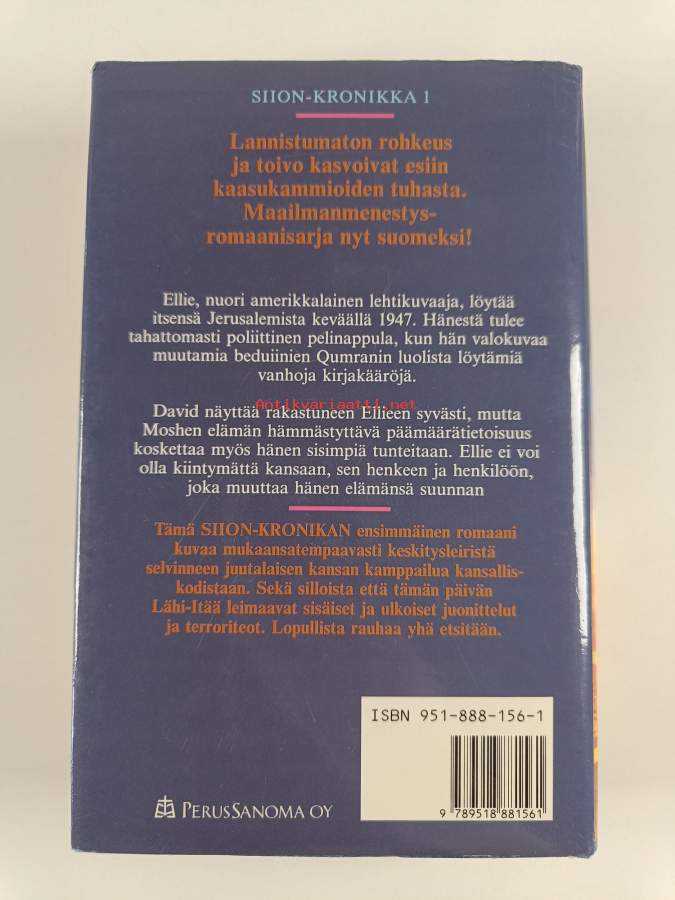 SIION-KRONIKKA 1
Lannistumaton rohkeus
ja toivo kasvoivat esiin
kaasukammioiden tuhasta.
Maailmanmenestys-
romaanisarja nyt suomeksi!
Ellie, nuori amerikkalainen lehtikuvaaja, löytää
itsensä Jerusalemista keväällä 1947. Hänestä tulee
tahattomasti poliittinen pelinappula, kun hän valokuvaa
muutamia beduiinien Qumranin luolista löytämiä
vanhoja kirjakääröjä.
Antikvariaatti.net
David näyttää rakastuneen Ellieen syvästi, mutta
Moshen elämän hämmästyttävä päämäärätietoisuus
koskettaa myös hänen sisimpiä tunteitaan. Ellie ei voi
olla kiintymättä kansaan, sen henkeen ja henkilöön,
joka muuttaa hänen elämänsä suunnan
Tämä SIION-KRONIKAN ensimmäinen romaani
kuvaa mukaansatempaavasti keskitysleiristä
selvinneen juutalaisen kansan kamppailua kansallis-
kodistaan. Sekä silloista että tämän päivän
Lähi-Itää leimaavat sisäiset ja ulkoiset juonittelut
ja terroriteot. Lopullista rauhaa yhä etsitään.
ISBN 951-888-156-1
9 789518 881561
PERUSSANOMA OY